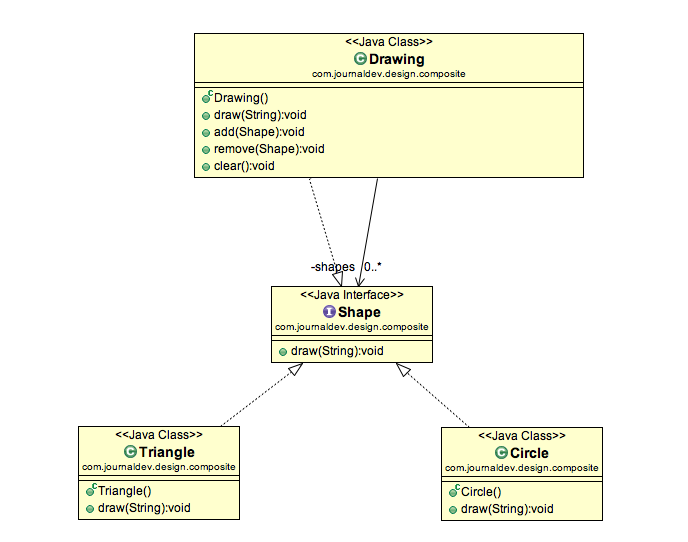 <<Java Class>>
Drawing
com.journaldev.design.composite
Drawing()
draw(String):void
add(Shape):void
remove(Shape):void
clear():void
-shapes 0..*
<<Java Interface>>
Shape
com.journaldev.design.composite
draw(String):void
<<Java Class>>
Triangle
com.journaldev.design.composite
Triangle()
draw(String):void
<<Java Class>>
Circle
com.journaldev.design.composite
Circle()
draw(String):void